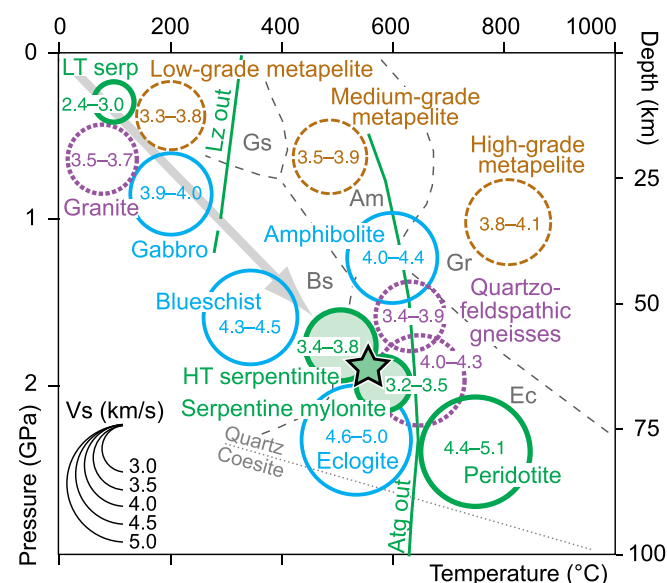 0 200 400 600 800 1000
0
1
2
Pressure (GPa)
Depth (km)
25
50
75
100
Temperature (°C)
LT serp
2.4–3.0
Low-grade metapelite
3.3–3.8
Lz out
Gs
Medium-grade
metapelite
3.5–3.9
High-grade
metapelite
3.8–4.1
3.5–3.7
Granite
3.9–4.0
Gabbro
Am
Amphibolite
4.0–4.4
Gr
Bs
Blueschist
4.3–4.5
Quartzo-
feldspathic
gneisses
3.4–3.9
4.0–4.3
3.4–3.8
HT serpentinite
3.2–3.5
Serpentine mylonite
Ec
4.6–5.0
Eclogite
4.4–5.1
Peridotite
Quartz
Coesite
Atg out
Vs (km/s)
3.0
3.5
4.0
4.5
5.0